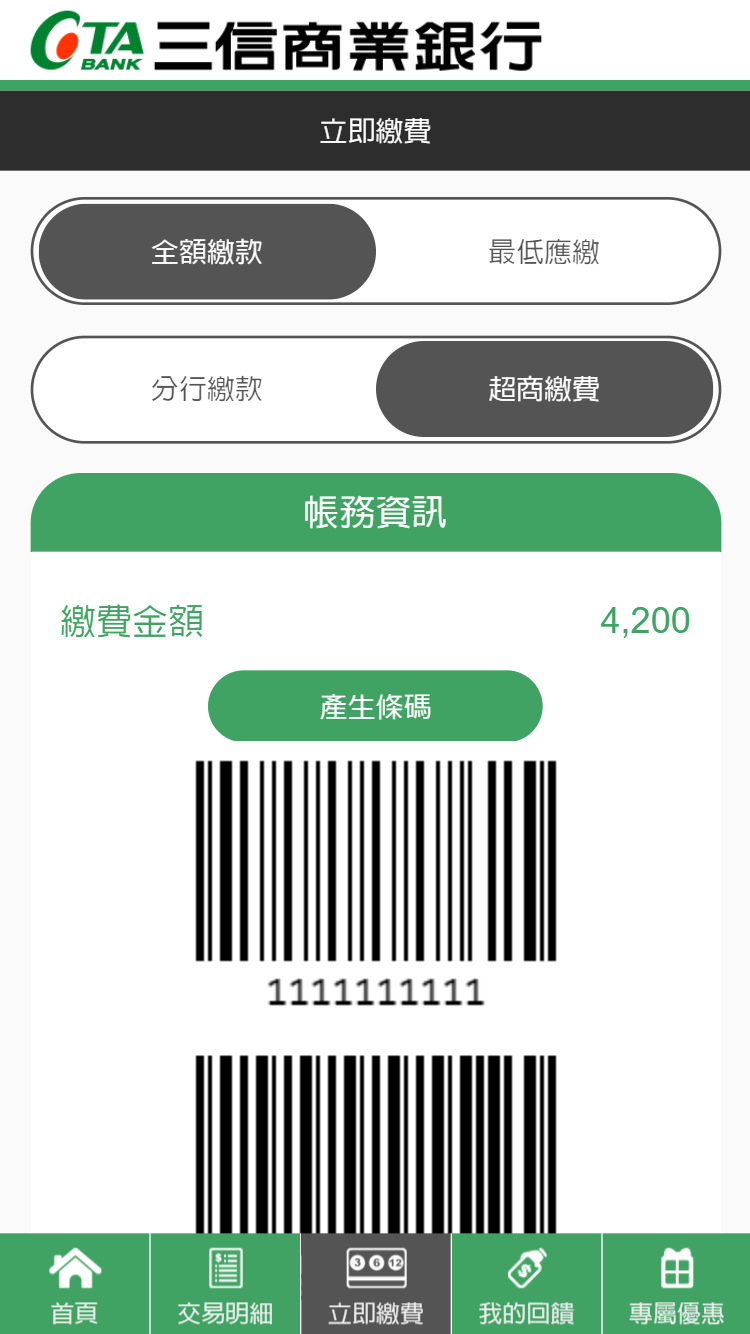 COTA BANK 三信商業銀行
立即繳費
全額繳款 最低應繳
分行繳款 超商繳費
帳務資訊
繳費金額 4,200
產生條碼
1111111111
$ 3 6 12 $
首頁 交易明細 立即繳費 我的回饋 專屬優惠